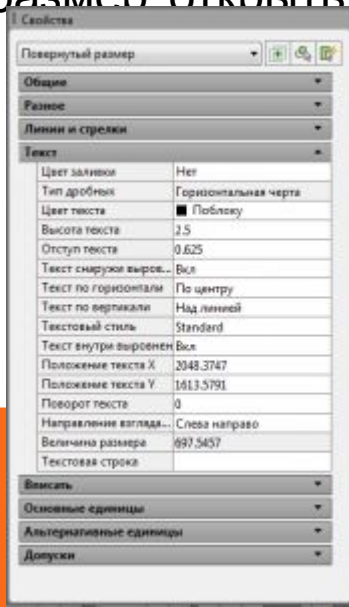 размер открыть
Свойства
Повернутый размер
Общие
Разное
Линии и стрелки
Текст
Цвет заливки Нет
Тип дробных Горизонтальная черта
Цвет текста Поблоку
Высота текста 2.5
Отступ текста 0.625
Текст снаружи выров... Вкл
Текст по горизонтали По центру
Текст по вертикали Над линией
Текстовый стиль Standard
Текст внутри выровнен Вкл
Положение текста X 2048.3747
Положение текста Y 1613.5791
Поворот текста 0
Направление взгляда... Слева направо
Величина размера 697.5457
Текстовая строка
Вписать
Основные единицы
Альтернативные единицы
Допуски